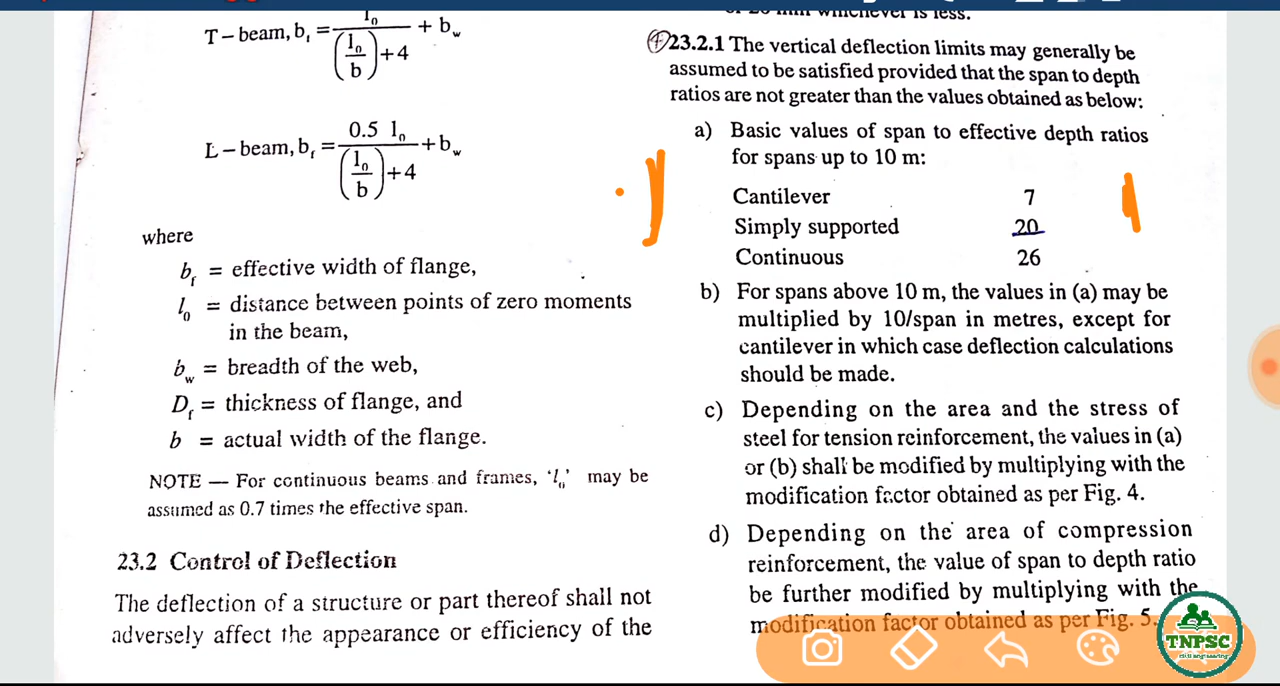 T – beam, b_f = l_0 / ((l_0 / b) + 4) + b_w
L – beam, b_f = 0.5 l_0 / ((l_0 / b) + 4) + b_w
where
b_f = effective width of flange,
l_0 = distance between points of zero moments
in the beam,
b_w = breadth of the web,
D_f = thickness of flange, and
b = actual width of the flange.
NOTE — For continuous beams and frames, 'l_0' may be
assumed as 0.7 times the effective span.
23.2 Control of Deflection
The deflection of a structure or part thereof shall not
adversely affect the appearance or efficiency of the
or 20 mm whichever is less.
23.2.1 The vertical deflection limits may generally be
assumed to be satisfied provided that the span to depth
ratios are not greater than the values obtained as below:
a) Basic values of span to effective depth ratios
for spans up to 10 m:
Cantilever 7
Simply supported 20
Continuous 26
b) For spans above 10 m, the values in (a) may be
multiplied by 10/span in metres, except for
cantilever in which case deflection calculations
should be made.
c) Depending on the area and the stress of
steel for tension reinforcement, the values in (a)
or (b) shall be modified by multiplying with the
modification factor obtained as per Fig. 4.
d) Depending on the area of compression
reinforcement, the value of span to depth ratio
be further modified by multiplying with the
modification factor obtained as per Fig. 5.
TNPSC
civil engineering